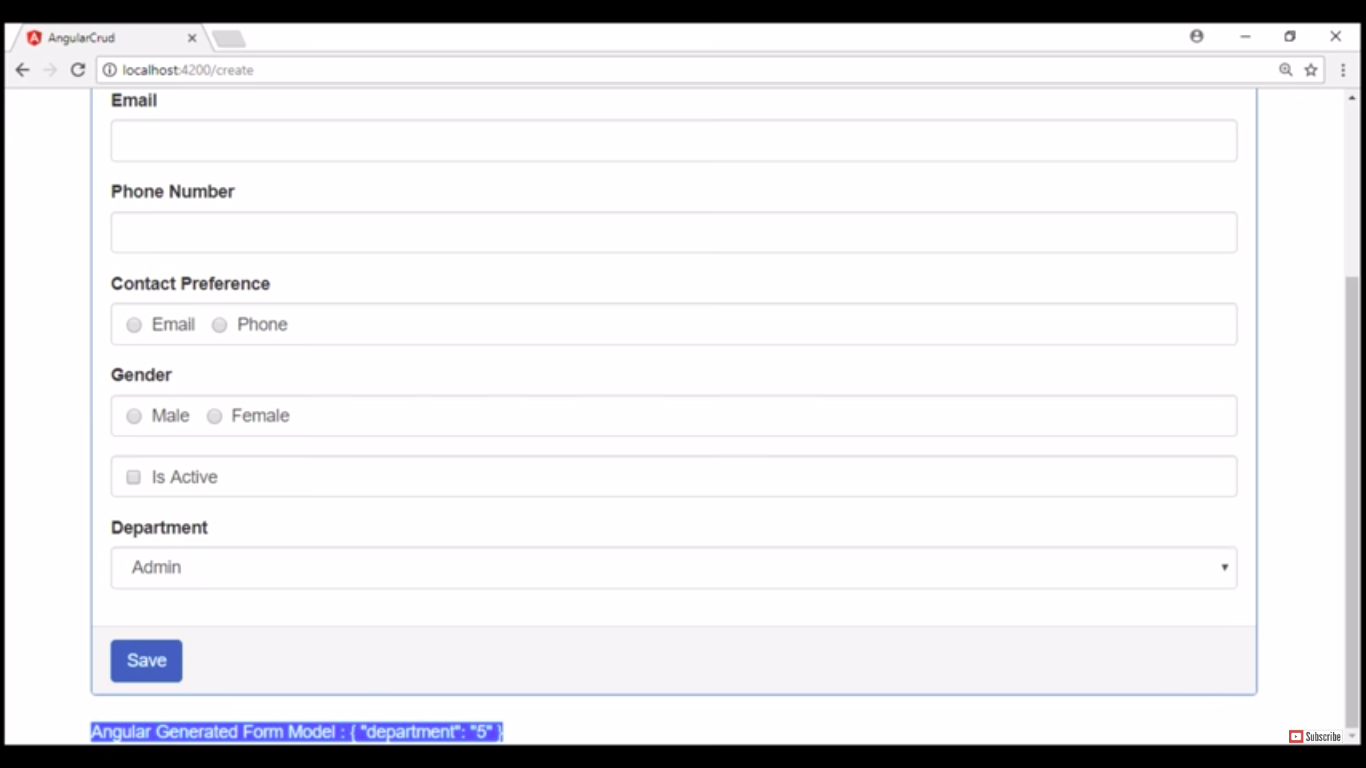 AngularCrud
localhost:4200/create
Email
Phone Number
Contact Preference
Email Phone
Gender
Male Female
Is Active
Department
Admin
Save
Angular Generated Form Model : { "department": "5" }
Subscribe